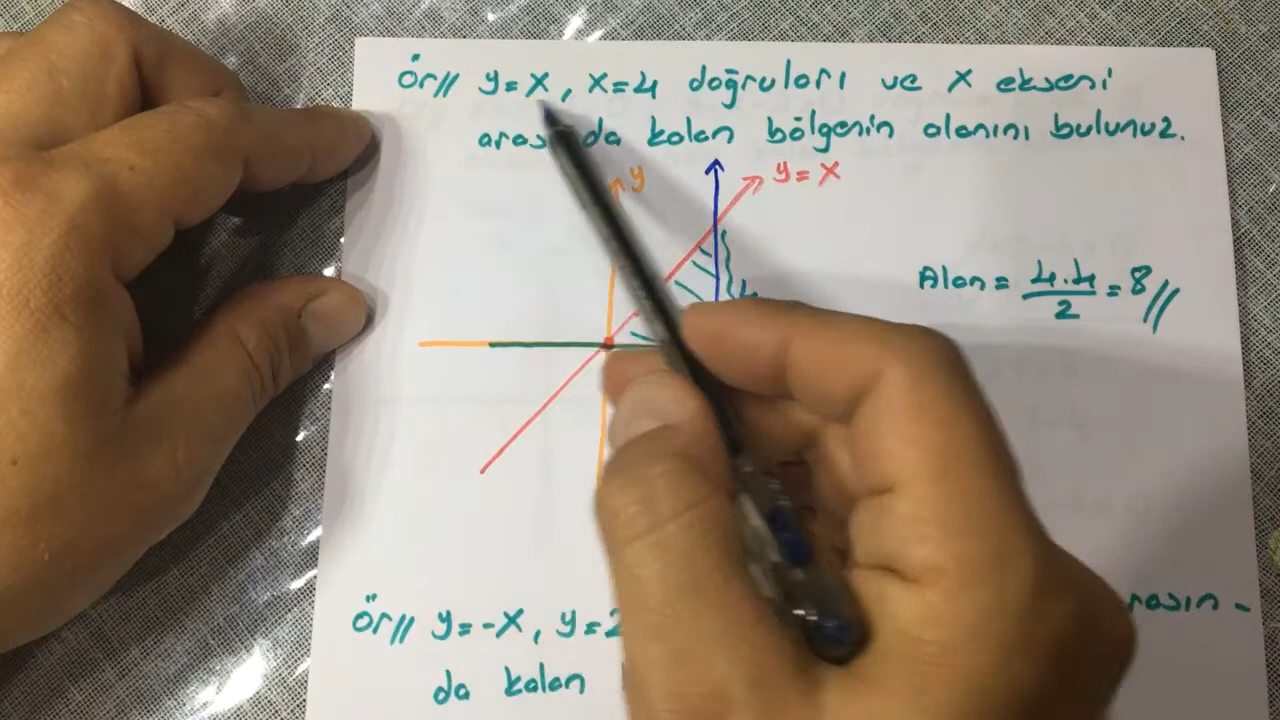 Ör// y=x, x=4 doğruları ve x ekseni
arasında kalan bölgenin alanını bulunuz.
y
y=x
Alan = 4.4/2 = 8//
Ör// y=-x, y=2 rasın-
da kalan